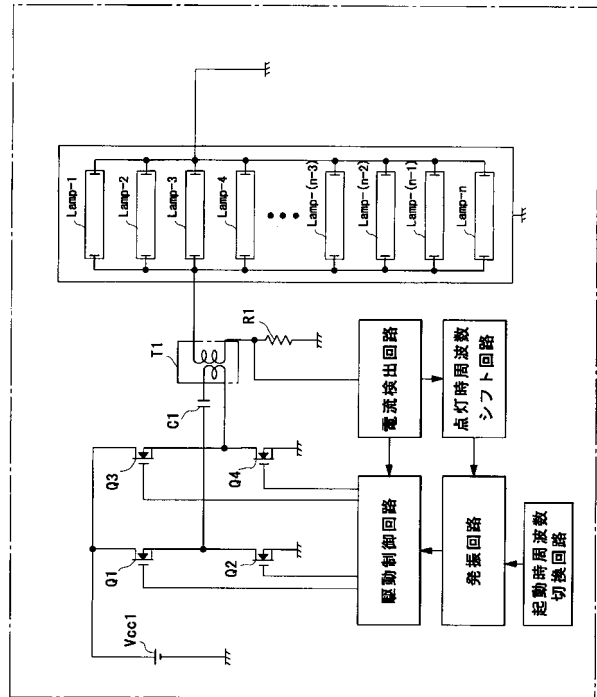 Vcc1
Q1
Q2
Q3
Q4
C1
T1
R1
Lamp-1
Lamp-2
Lamp-3
Lamp-4
•••
Lamp-(n-3)
Lamp-(n-2)
Lamp-(n-1)
Lamp-n
駆動制御回路
電流検出回路
発振回路
点灯時周波数
シフト回路
起動時周波数
切換回路